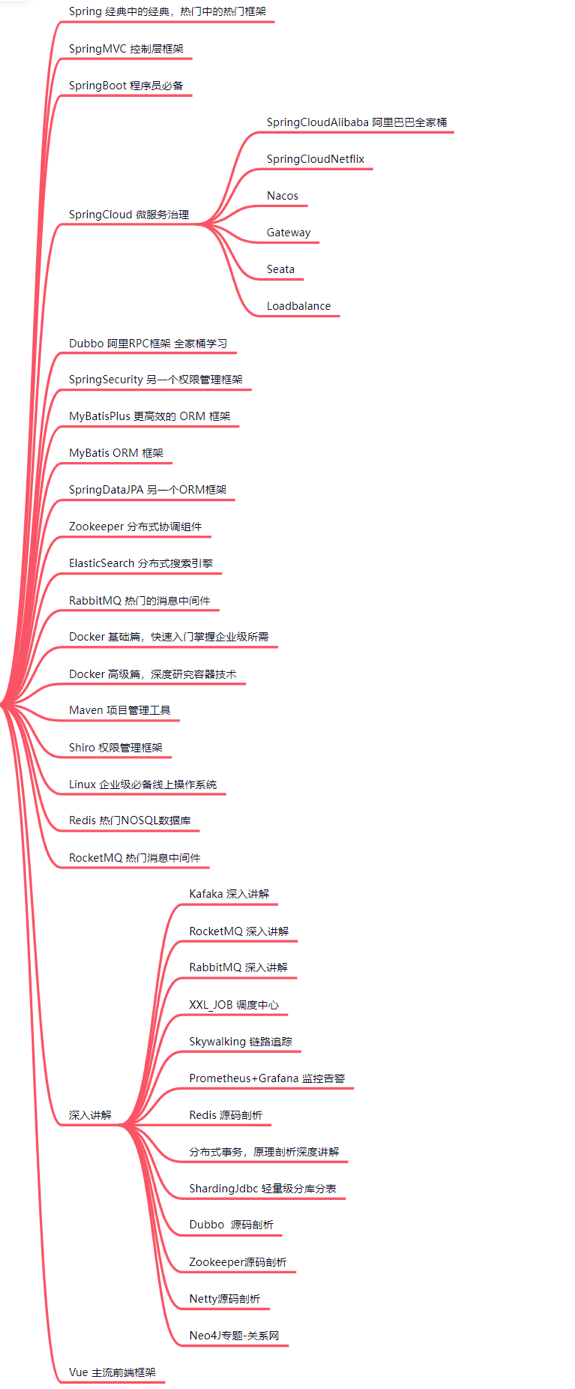 Spring 经典中的经典，热门中的热门框架
SpringMVC 控制层框架
SpringBoot 程序员必备
SpringCloud 微服务治理
SpringCloudAlibaba 阿里巴巴全家桶
SpringCloudNetflix
Nacos
Gateway
Seata
Loadbalance
Dubbo 阿里RPC框架 全家桶学习
SpringSecurity 另一个权限管理框架
MyBatisPlus 更高效的 ORM 框架
MyBatis ORM 框架
SpringDataJPA 另一个ORM框架
Zookeeper 分布式协调组件
ElasticSearch 分布式搜索引擎
RabbitMQ 热门的消息中间件
Docker 基础篇，快速入门掌握企业级所需
Docker 高级篇，深度研究容器技术
Maven 项目管理工具
Shiro 权限管理框架
Linux 企业级必备线上操作系统
Redis 热门NOSQL数据库
RocketMQ 热门消息中间件
深入讲解
Kafaka 深入讲解
RocketMQ 深入讲解
RabbitMQ 深入讲解
XXL_JOB 调度中心
Skywalking 链路追踪
Prometheus+Grafana 监控告警
Redis 源码剖析
分布式事务，原理剖析深度讲解
ShardingJdbc 轻量级分库分表
Dubbo  源码剖析
Zookeeper源码剖析
Netty源码剖析
Neo4J专题-关系网
Vue 主流前端框架